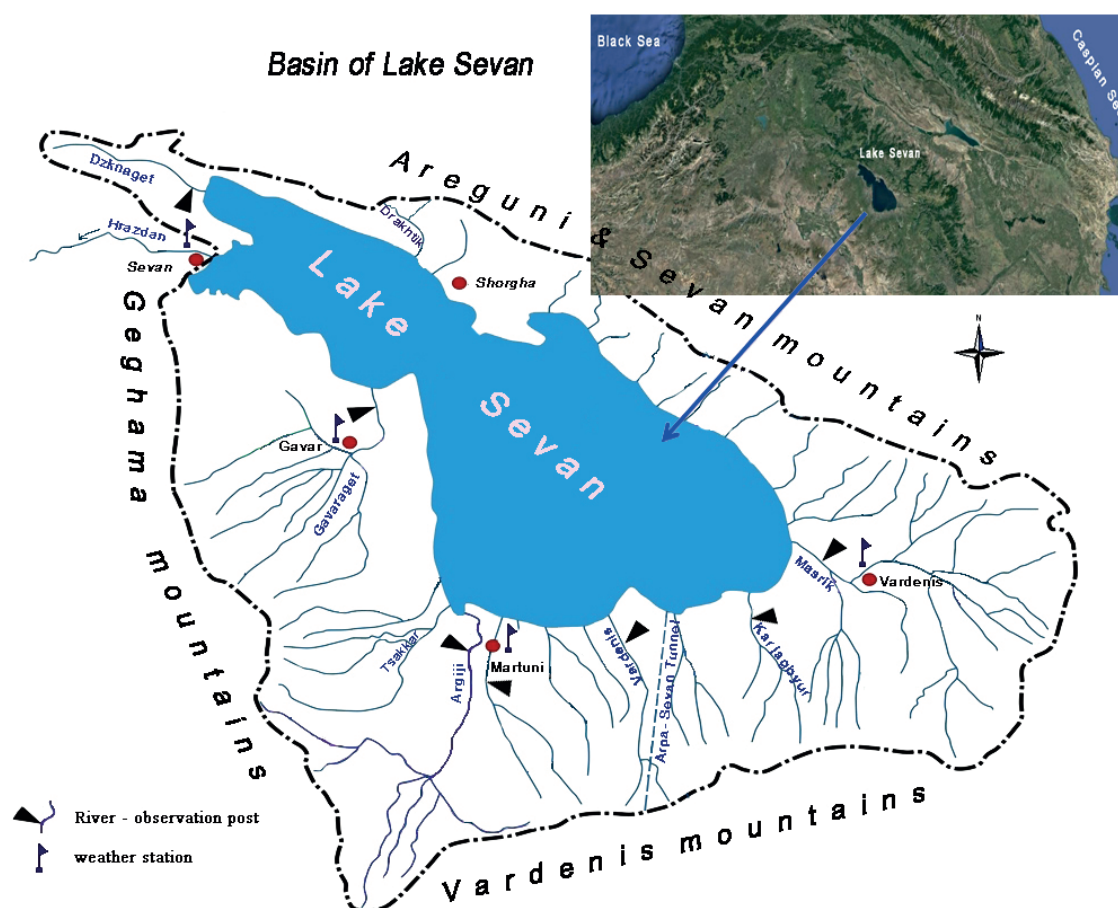 Basin of Lake Sevan
Black Sea
Caspian Sea
Lake Sevan
Areguni & Sevan mountains
Dzknaget
Hrazdan
Sevan
Drakhtik
Shorgha
Lake
Sevan
N
Geghama mountains
Gavar
Gavaraget
Masrik
Vardenis
Tsakkar
Argiji
Martuni
Vardenis
Arpa - Sevan Tunnel
Karlagbyur
River - observation post
weather station
Vardenis mountains